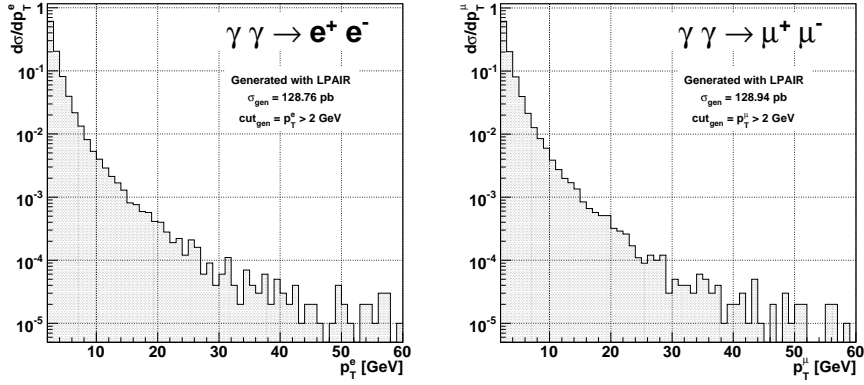 dσ/dp_T^e
1
10^-1
10^-2
10^-3
10^-4
10^-5
γ γ → e^+ e^-
Generated with LPAIR
σ_gen = 128.76 pb
cut_gen = p_T^e > 2 GeV
10 20 30 40 50 60
p_T^e [GeV]
dσ/dp_T^μ
1
10^-1
10^-2
10^-3
10^-4
10^-5
γ γ → μ^+ μ^-
Generated with LPAIR
σ_gen = 128.94 pb
cut_gen = p_T^μ > 2 GeV
10 20 30 40 50 60
p_T^μ [GeV]